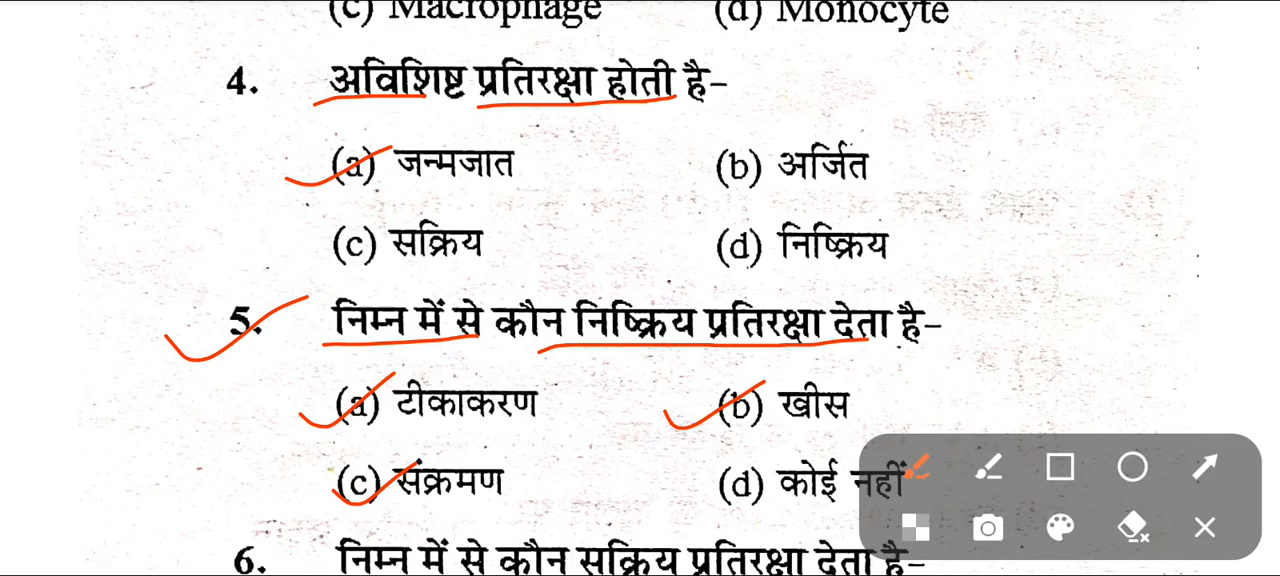 (c) Macrophage (d) Monocyte
4. अविशिष्ट प्रतिरक्षा होती है-
(a) जन्मजात (b) अर्जित
(c) सक्रिय (d) निष्क्रिय
5. निम्न में से कौन निष्क्रिय प्रतिरक्षा देता है-
(a) टीकाकरण (b) खीस
(c) संक्रमण (d) कोई नहीं
6. निम्न में से कौन सक्रिय प्रतिरक्षा देता है-